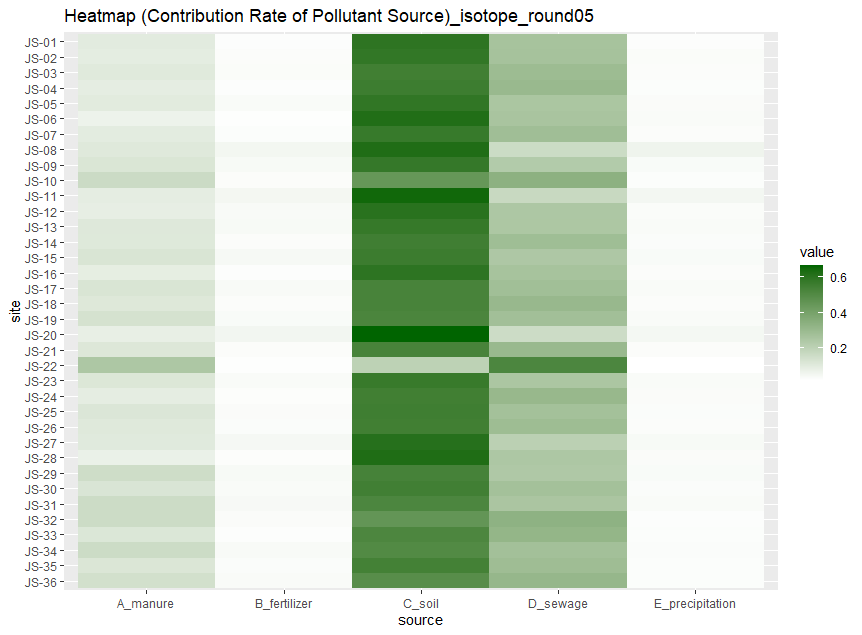 Heatmap (Contribution Rate of Pollutant Source)_isotope_round05
JS-01
JS-02
JS-03
JS-04
JS-05
JS-06
JS-07
JS-08
JS-09
JS-10
JS-11
JS-12
JS-13
JS-14
JS-15
JS-16
JS-17
JS-18
JS-19
JS-20
JS-21
JS-22
JS-23
JS-24
JS-25
JS-26
JS-27
JS-28
JS-29
JS-30
JS-31
JS-32
JS-33
JS-34
JS-35
JS-36
site
A_manure B_fertilizer C_soil D_sewage E_precipitation
source
value
0.6
0.4
0.2